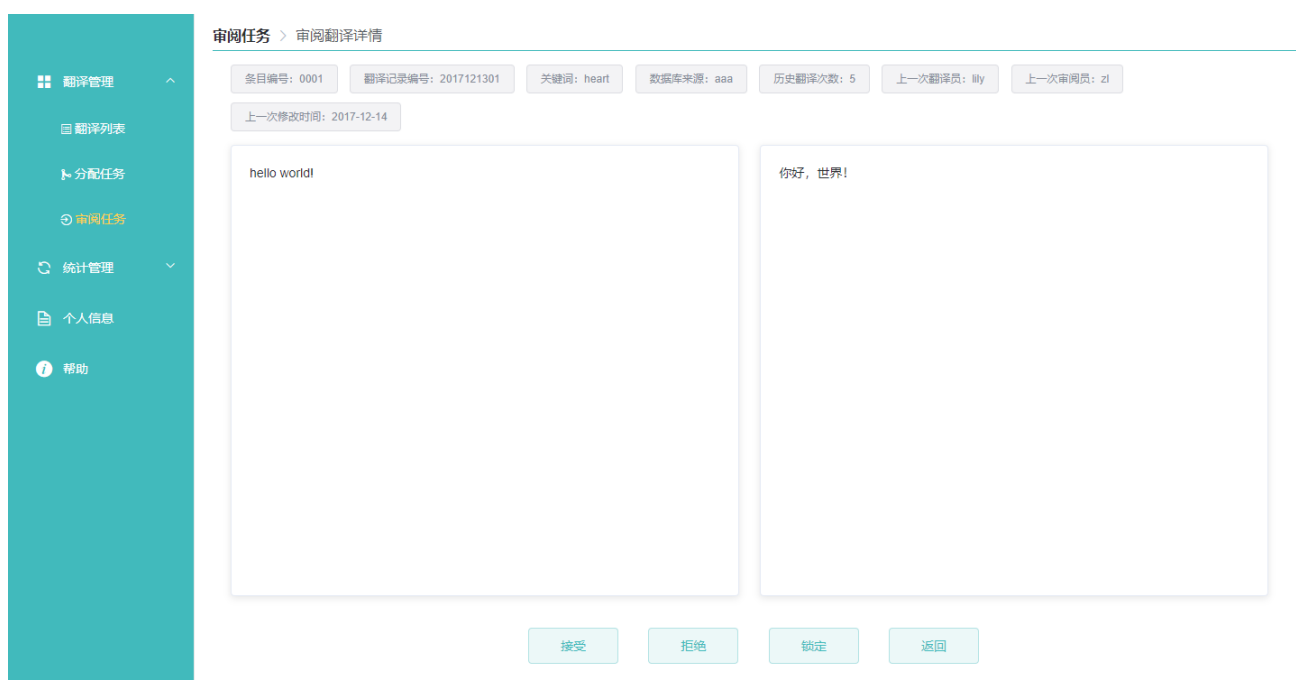 审阅任务 > 审阅翻译详情
翻译管理
翻译列表
分配任务
审阅任务
统计管理
个人信息
帮助
条目编号：0001 翻译记录编号：2017121301 关键词：heart 数据库来源：aaa 历史翻译次数：5 上一次翻译员：lily 上一次审阅员：zl
上一次修改时间：2017-12-14
hello world!
你好，世界！
接受 拒绝 锁定 返回